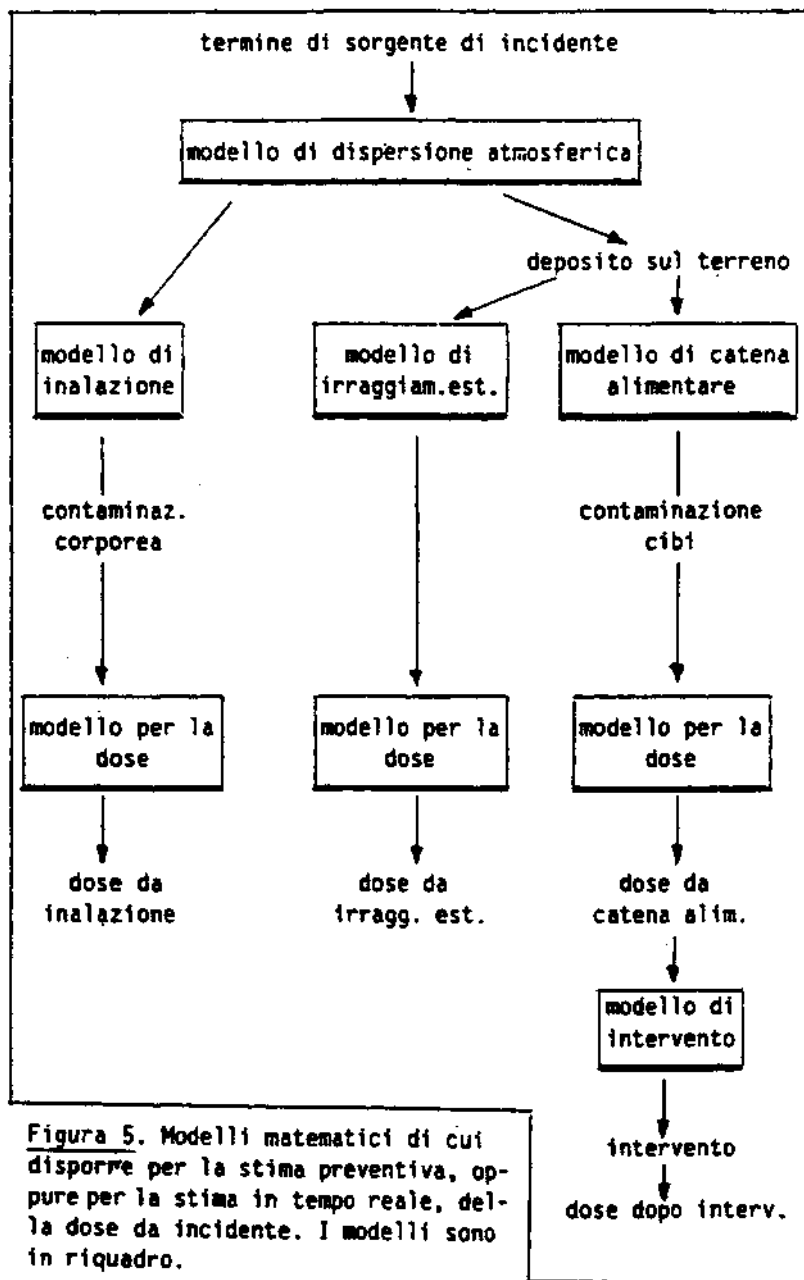 termine di sorgente di incidente
modello di dispersione atmosferica
deposito sul terreno
modello di
inalazione
modello di
irraggiam.est.
modello di catena
alimentare
contaminaz.
corporea
contaminazione
cibi
modello per la
dose
modello per la
dose
modello per la
dose
dose da
inalazione
dose da
irragg. est.
dose da
catena alim.
modello di
intervento
intervento
dose dopo interv.
Figura 5. Modelli matematici di cui
disporre per la stima preventiva, op-
pure per la stima in tempo reale, del-
la dose da incidente. I modelli sono
in riquadro.